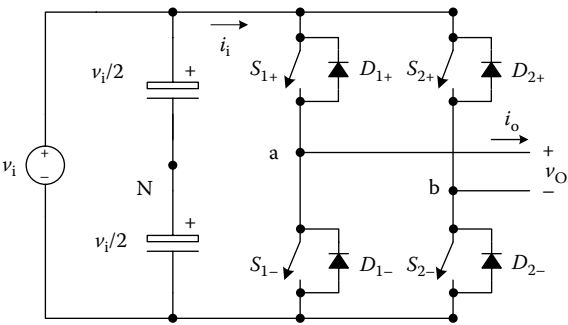 i_i
v_i/2
+
S_1+
D_1+
S_2+
D_2+
i_o
a
+
v_i
+
−
v_O
N
b
−
v_i/2
+
S_1−
D_1−
S_2−
D_2−